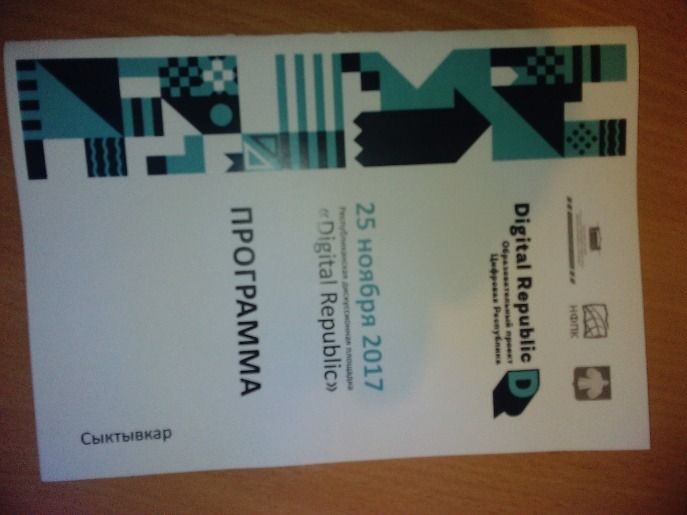 НФПК
Digital Republic
Образовательный проект
Цифровая Республика
25 ноября 2017
Республиканская дискуссионная площадка
«Digital Republic»
ПРОГРАММА
Сыктывкар